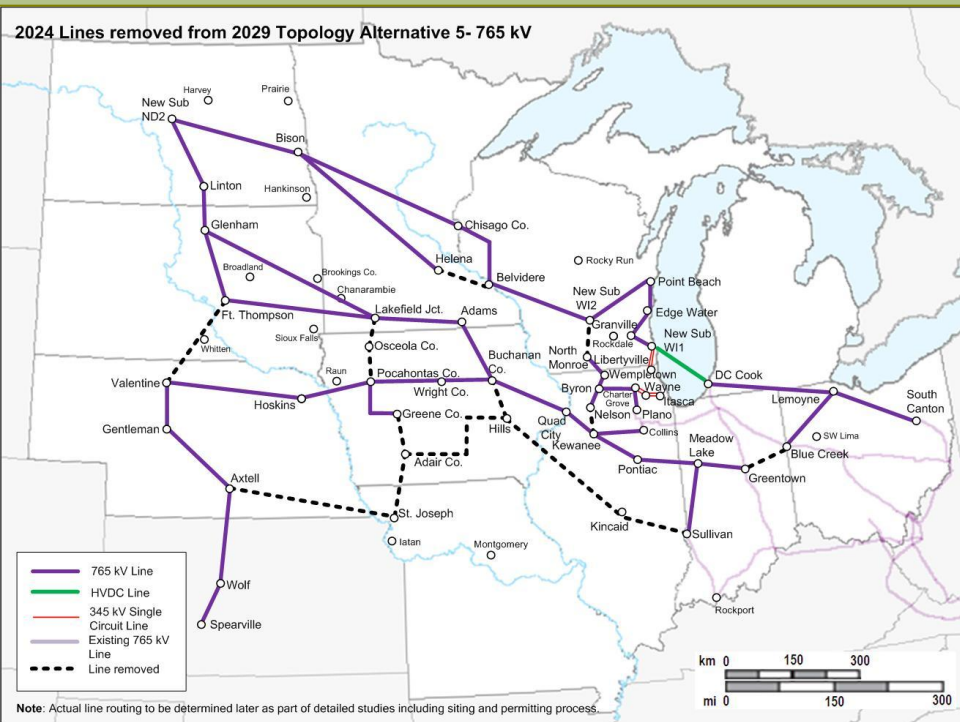 2024 Lines removed from 2029 Topology Alternative 5- 765 kV
Harvey
Prairie
New Sub
ND2
Bison
Linton
Hankinson
Glenham
Chisago Co.
Broadland
Brookings Co.
Helena
Rocky Run
Chanarambie
Belvidere
New Sub
WI2
Point Beach
Ft. Thompson
Lakefield Jct.
Adams
Granville
Edge Water
Whitten
Sioux Falls
Osceola Co.
Rockdale
New Sub
WI1
Buchanan
Co.
North
Monroe
Libertyville
Raun
Pocahontas Co.
Wempletown
DC Cook
Valentine
Wright Co.
Byron
Wayne
Charter
Grove
Itasca
Lemoyne
South
Canton
Hoskins
Greene Co.
Hills
Quad
City
Nelson
Plano
Gentleman
Kewanee
Collins
Meadow
Lake
SW Lima
Blue Creek
Adair Co.
Pontiac
Greentown
Axtell
St. Joseph
Kincaid
Sullivan
Iatan
Montgomery
Wolf
Rockport
Spearville
765 kV Line
HVDC Line
345 kV Single
Circuit Line
Existing 765 kV
Line
Line removed
km 0 150 300
mi 0 150 300
Note: Actual line routing to be determined later as part of detailed studies including siting and permitting process.